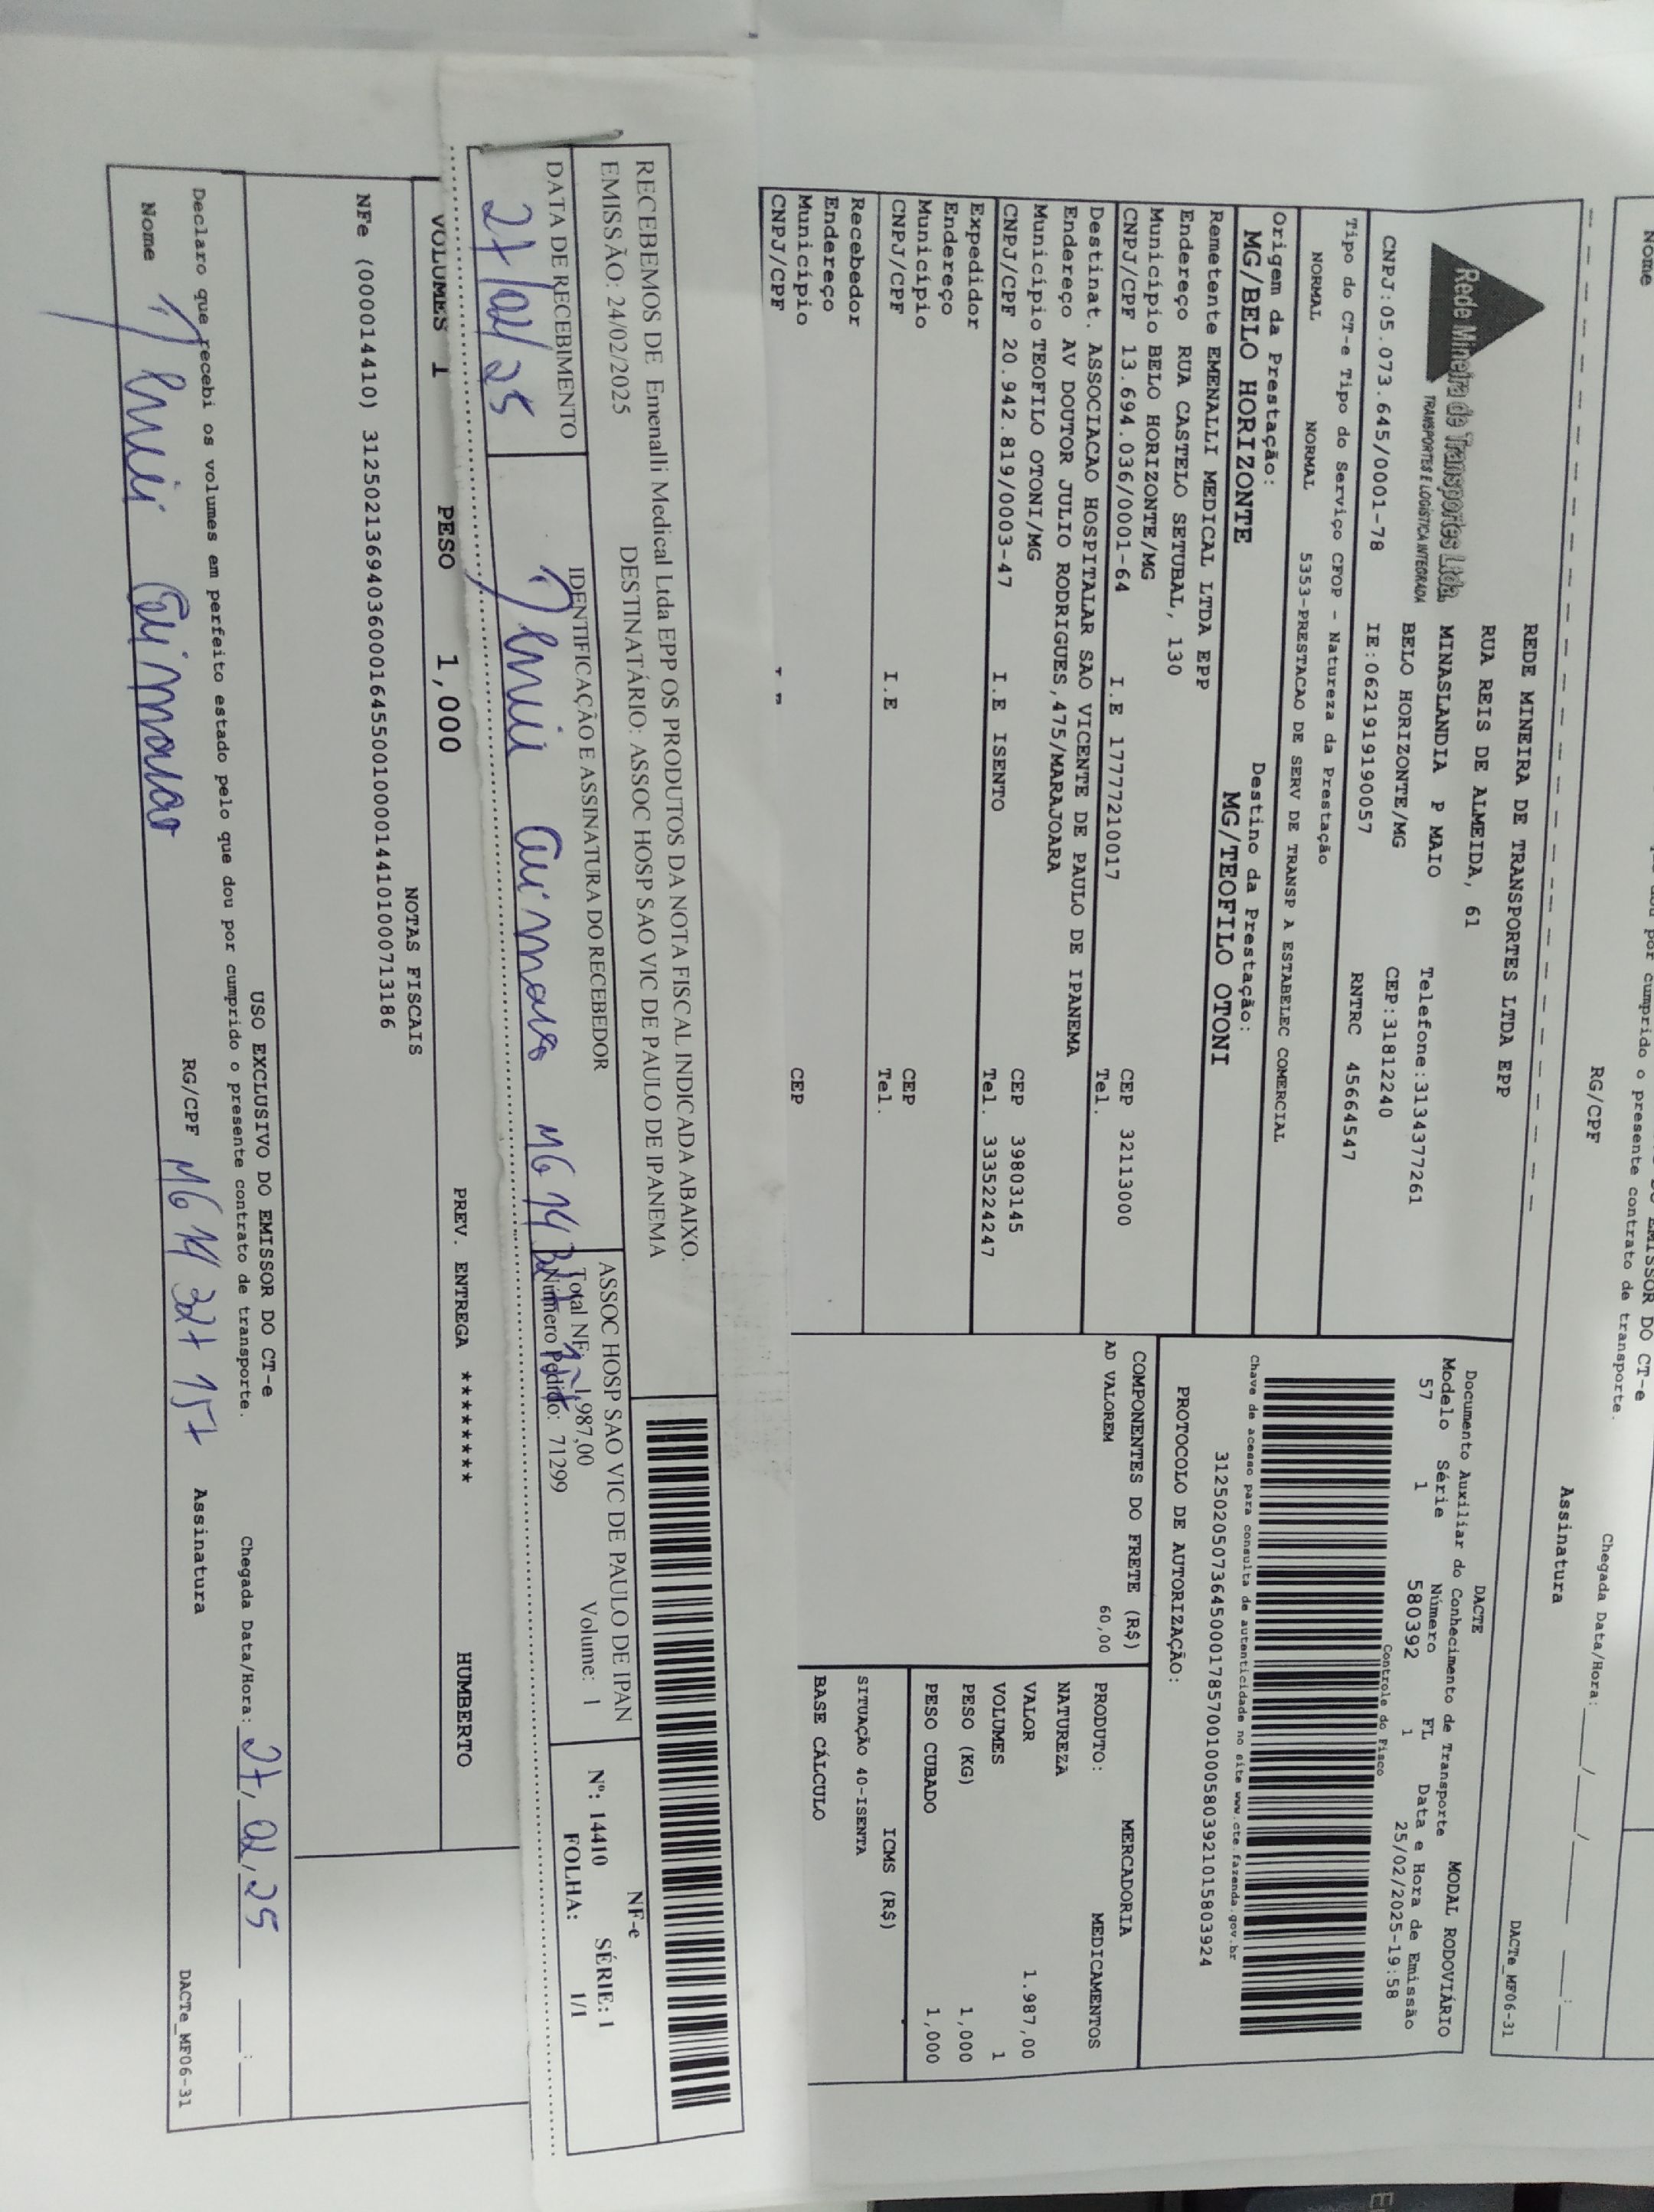 Nome
RG/CPF
Assinatura
Chegada Data/Hora: ___/___/___ __:__
DACTe_MF06-31
Rede Mineira de Transportes Ltda.
TRANSPORTES E LOGÍSTICA INTEGRADA
REDE MINEIRA DE TRANSPORTES LTDA EPP
RUA REIS DE ALMEIDA, 61
MINASLANDIA P MAIO Telefone:3134377261
BELO HORIZONTE/MG CEP:31812240
CNPJ:05.073.645/0001-78 IE:0621919190057 RNTRC 45664547
Tipo do CT-e Tipo do Serviço CFOP - Natureza da Prestação
NORMAL NORMAL 5353-PRESTACAO DE SERV DE TRANSP A ESTABELEC COMERCIAL
Origem da Prestação: Destino da Prestação:
MG/BELO HORIZONTE MG/TEOFILO OTONI
Remetente EMENALLI MEDICAL LTDA EPP
Endereço RUA CASTELO SETUBAL, 130
Município BELO HORIZONTE/MG CEP 32113000
CNPJ/CPF 13.694.036/0001-64 I.E 17777210017 Tel.
Destinat. ASSOCIACAO HOSPITALAR SAO VICENTE DE PAULO DE IPANEMA
Endereço AV DOUTOR JULIO RODRIGUES,475/MARAJOARA
Município TEOFILO OTONI/MG CEP 39803145
CNPJ/CPF 20.942.819/0003-47 I.E ISENTO Tel. 3335224247
Expedidor
Endereço
Município CEP
CNPJ/CPF I.E Tel.
Recebedor
Endereço
Município CEP
CNPJ/CPF
DACTE
Documento Auxiliar do Conhecimento de Transporte MODAL RODOVIÁRIO
Modelo Série Número FL Data e Hora de Emissão
57 1 580392 1 25/02/2025-19:58
Controle do Fisco
Chave de acesso para consulta de autenticidade no site www.cte.fazenda.gov.br
31250205073645000178570010005803921015803924
PROTOCOLO DE AUTORIZAÇÃO:
COMPONENTES DO FRETE (R$)
AD VALOREM 60,00
MERCADORIA
PRODUTO: MEDICAMENTOS
NATUREZA
VALOR 1.987,00
VOLUMES 1
PESO (KG) 1,000
PESO CUBADO 1,000
ICMS (R$)
SITUAÇÃO 40-ISENTA
BASE CÁLCULO
RECEBEMOS DE Emenalli Medical Ltda EPP OS PRODUTOS DA NOTA FISCAL INDICADA ABAIXO.
EMISSÃO: 24/02/2025 DESTINATÁRIO: ASSOC HOSP SAO VIC DE PAULO DE IPANEMA
DATA DE RECEBIMENTO
27/02/25
IDENTIFICAÇÃO E ASSINATURA DO RECEBEDOR
ASSOC HOSP SAO VIC DE PAULO DE IPAN
Total NF: 1.987,00 Volume: 1
Número Pedido: 71299
NF-e
Nº: 14410 SÉRIE: 1
FOLHA: 1/1
VOLUMES 1 PESO 1,000 PREV. ENTREGA ******** HUMBERTO
NOTAS FISCAIS
NFe (000014410) 31250213694036000164550010000144101000713186
USO EXCLUSIVO DO EMISSOR DO CT-e
Declaro que recebi os volumes em perfeito estado pelo que dou por cumprido o presente contrato de transporte.
Chegada Data/Hora: 27/02/25 __:__
Nome
RG/CPF MG 14 327 157
Assinatura
DACTe_MF06-31